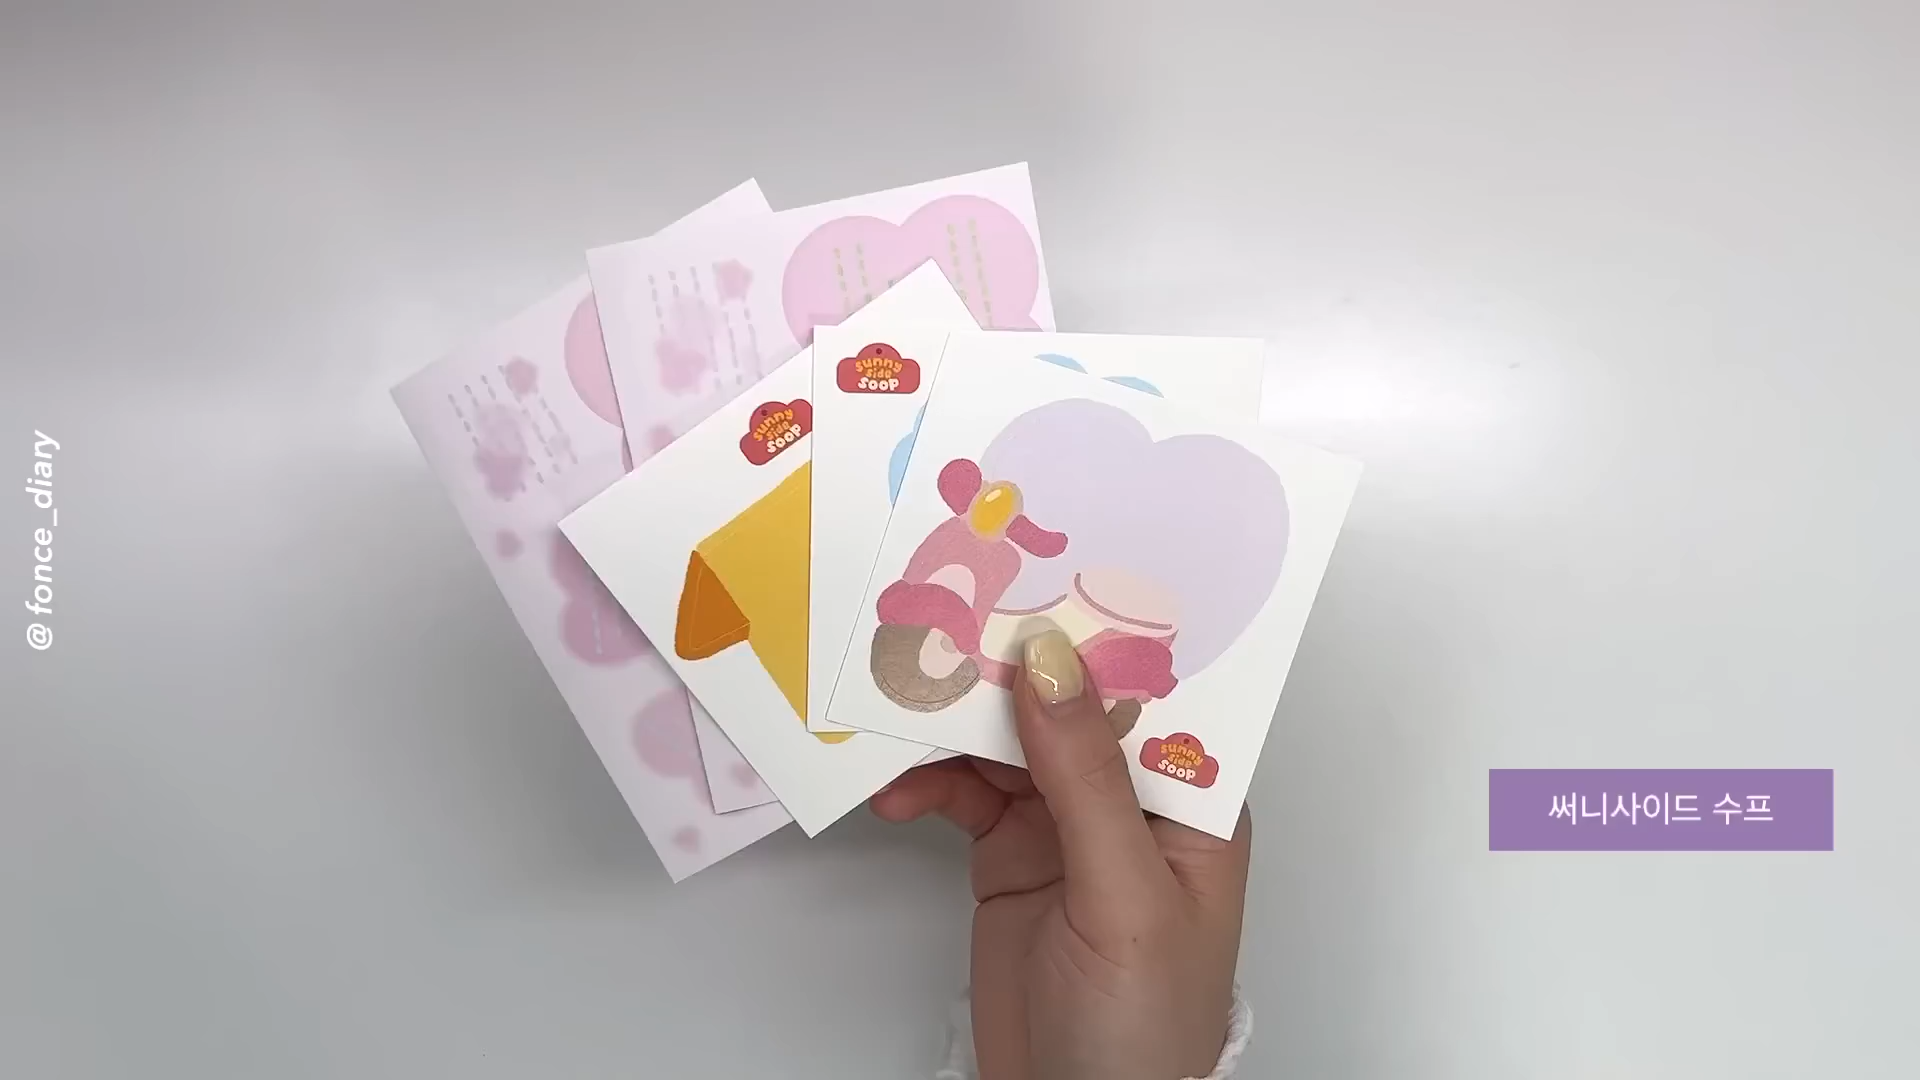 @fonce_diary
sunny
side
soop
sunny
side
soop
sunny
side
soop
써니사이드 수프